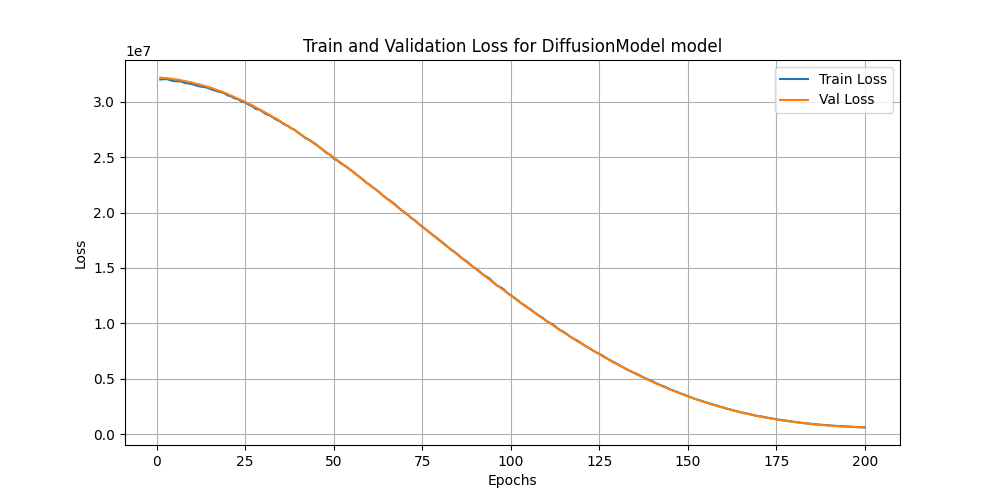 Train and Validation Loss for DiffusionModel model
1e7
Train Loss
Val Loss
3.0
2.5
2.0
1.5
1.0
0.5
0.0
Loss
0 25 50 75 100 125 150 175 200
Epochs